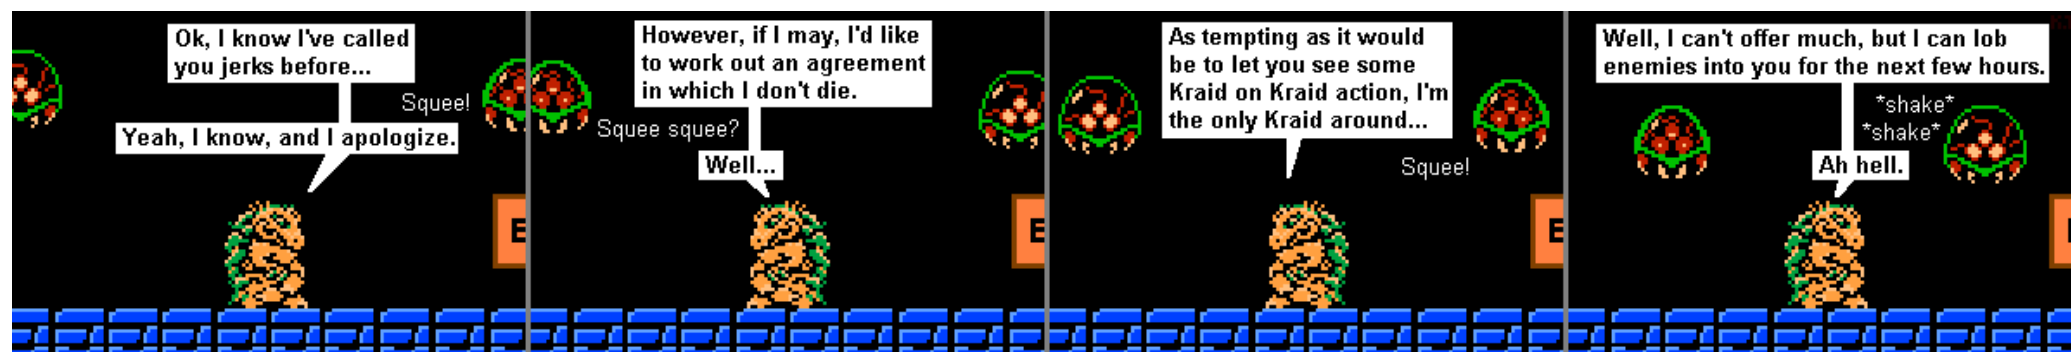 Ok, I know I've called
you jerks before...
Squee!
Yeah, I know, and I apologize.
E
However, if I may, I'd like
to work out an agreement
in which I don't die.
Squee squee?
Well...
As tempting as it would
be to let you see some
Kraid on Kraid action, I'm
the only Kraid around...
Squee!
E
Well, I can't offer much, but I can lob
enemies into you for the next few hours.
*shake*
*shake*
Ah hell.